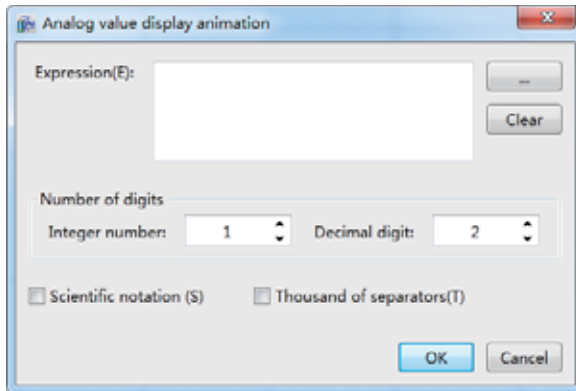 Analog value display animation
Expression(E):
...
Clear
Number of digits
Integer number: 1 Decimal digit: 2
Scientific notation (S) Thousand of separators(T)
OK Cancel